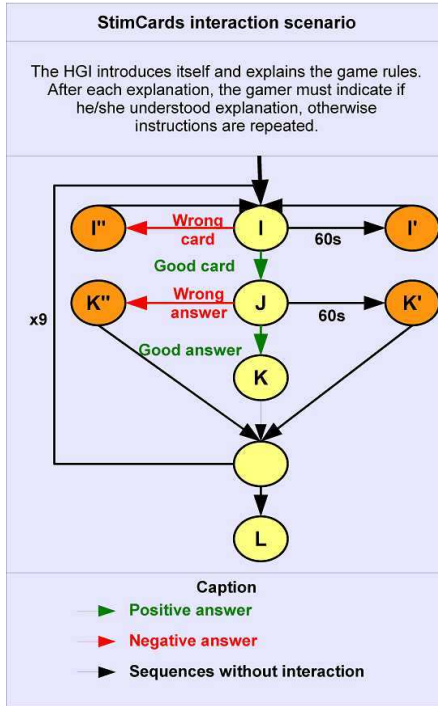 StimCards interaction scenario
The HGI introduces itself and explains the game rules.
After each explanation, the gamer must indicate if
he/she understood explanation, otherwise
instructions are repeated.
I"
Wrong
card
I
60s
I'
Good card
K"
Wrong
answer
J
60s
K'
x9
Good answer
K
L
Caption
Positive answer
Negative answer
Sequences without interaction